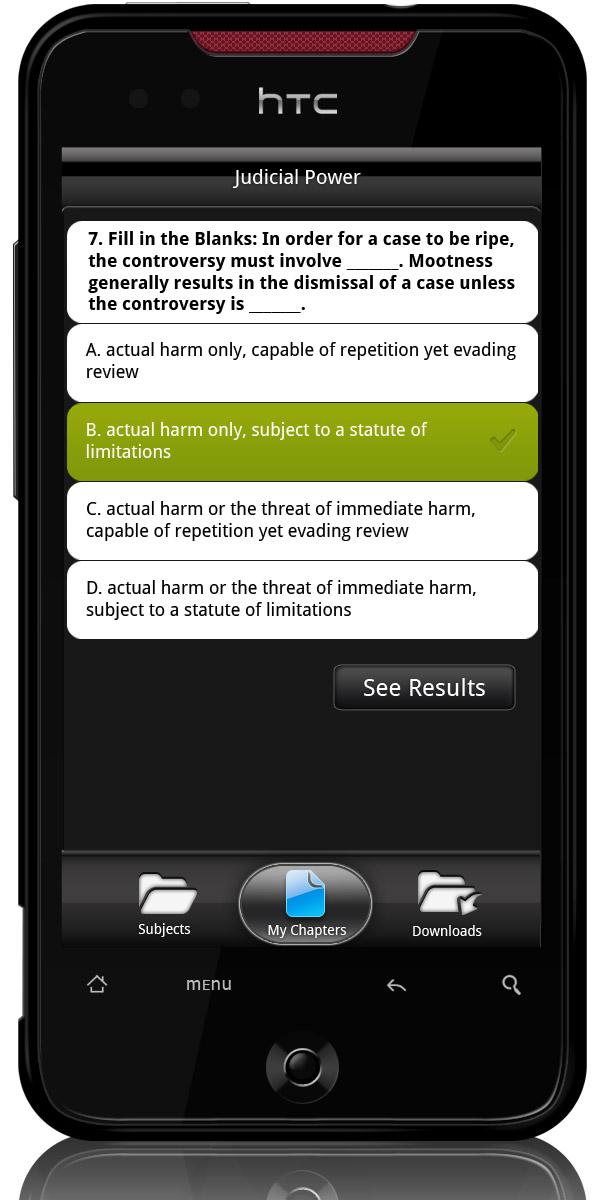 hTC
Judicial Power
7. Fill in the Blanks: In order for a case to be ripe,
the controversy must involve _______. Mootness
generally results in the dismissal of a case unless
the controversy is _______.
A. actual harm only, capable of repetition yet evading
review
B. actual harm only, subject to a statute of
limitations
C. actual harm or the threat of immediate harm,
capable of repetition yet evading review
D. actual harm or the threat of immediate harm,
subject to a statute of limitations
See Results
Subjects
My Chapters
Downloads
menu